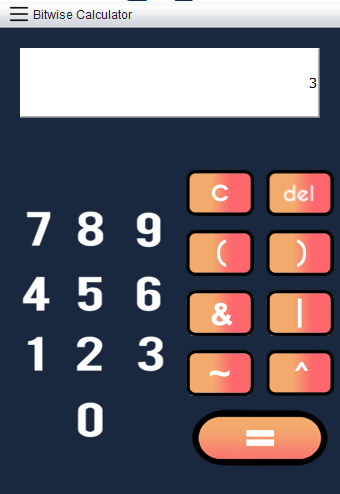 Bitwise Calculator
3
C del
7 8 9 ( )
4 5 6 & |
1 2 3 ~ ^
0 =